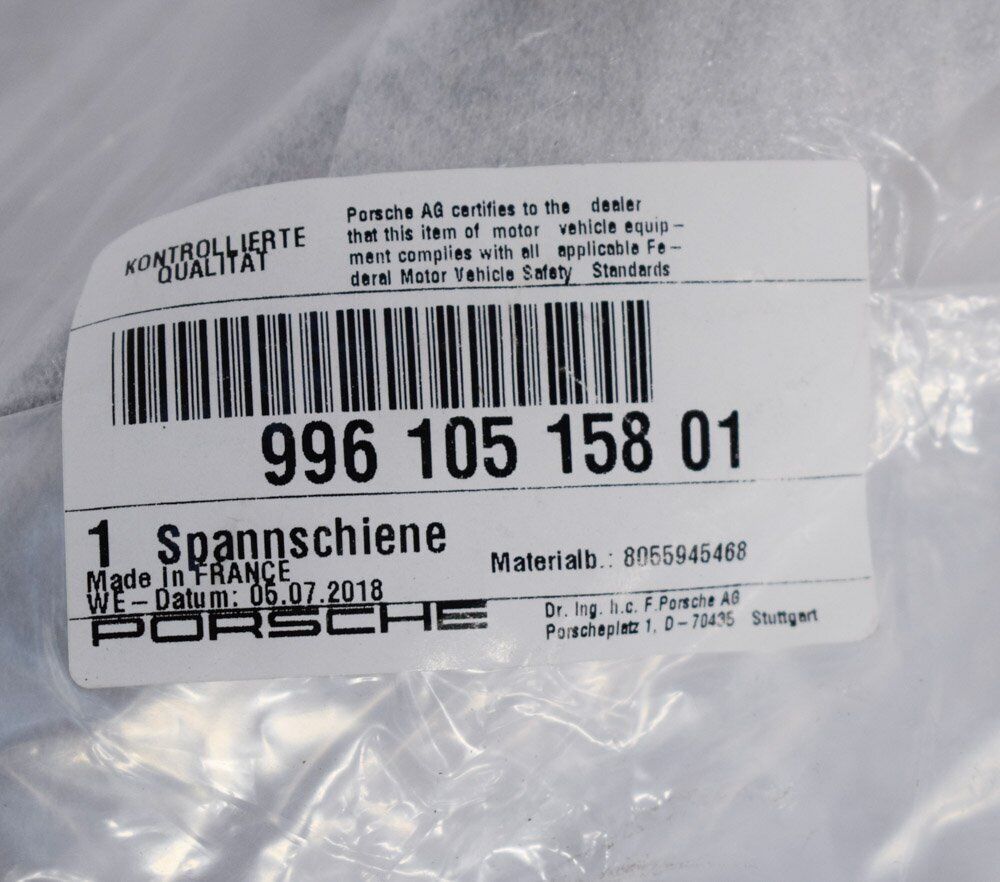 KONTROLLIERTE
QUALITÄT
Porsche AG certifies to the dealer
that this item of motor vehicle equip-
ment complies with all applicable Fe-
deral Motor Vehicle Safety Standards
996 105 158 01
1 Spannschiene
Materialb.: 8055945468
Made in FRANCE
WE-Datum: 06.07.2018
PORSCHE
Dr. Ing. h.c. F.Porsche AG
Porscheplatz 1, D-70435 Stuttgart